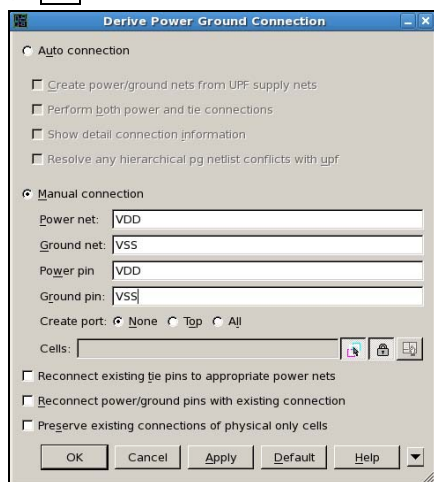 Derive Power Ground Connection
Auto connection
Create power/ground nets from UPF supply nets
Perform both power and tie connections
Show detail connection information
Resolve any hierarchical pg netlist conflicts with upf
Manual connection
Power net: VDD
Ground net: VSS
Power pin VDD
Ground pin: VSS
Create port: None Top All
Cells:
Reconnect existing tie pins to appropriate power nets
Reconnect power/ground pins with existing connection
Preserve existing connections of physical only cells
OK Cancel Apply Default Help